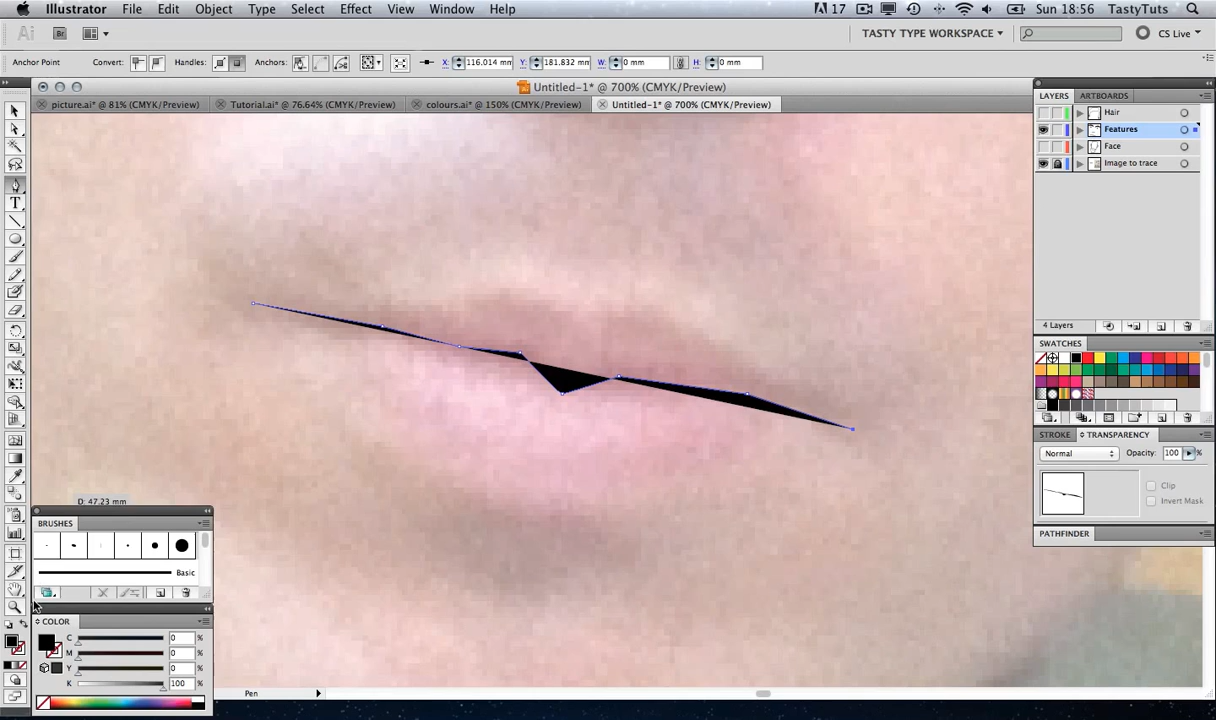 Illustrator File Edit Object Type Select Effect View Window Help 17 Sun 18:56 TastyTuts
Ai Br TASTY TYPE WORKSPACE CS Live
Anchor Point Convert: Handles: Anchors: X: 116.014 mm Y: 181.832 mm W: 0 mm H: 0 mm
Untitled-1* @ 700% (CMYK/Preview)
picture.ai* @ 81% (CMYK/Preview) Tutorial.ai* @ 76.64% (CMYK/Preview) colours.ai* @ 150% (CMYK/Preview) Untitled-1* @ 700% (CMYK/Preview)
LAYERS ARTBOARDS
Hair
Features
Face
Image to trace
4 Layers
SWATCHES
STROKE TRANSPARENCY
Normal Opacity: 100 %
Clip
Invert Mask
PATHFINDER
D: 47.23 mm
BRUSHES
Basic
COLOR
C 0 %
M 0 %
Y 0 %
K 100 %
Pen